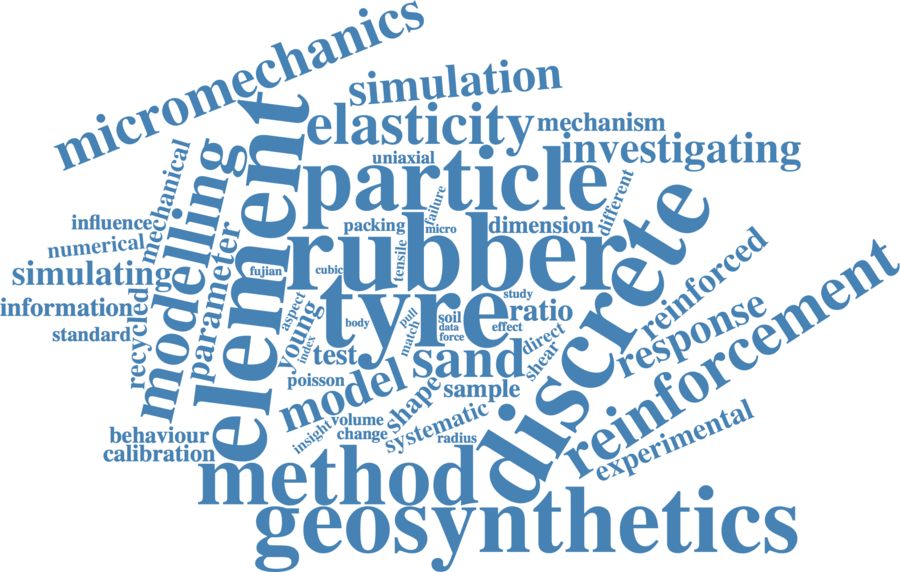 micromechanics
simulation
elasticity
mechanism
investigating
uniaxial
particle
element
modelling
mechanical
failure
different
influence
packing
micro
dimension
discrete
numerical
parameter
rubber
tensile
simulating
fujian
cubic
reinforced
information
recycled
tyre
study
aspect
young
ratio
reinforcement
standard
body
pull
soil
data
force
effect
response
index
match
direct
test
sand
shear
poisson
model
shape
sample
experimental
behaviour
insight
volume
change
systematic
radius
calibration
method
geosynthetics